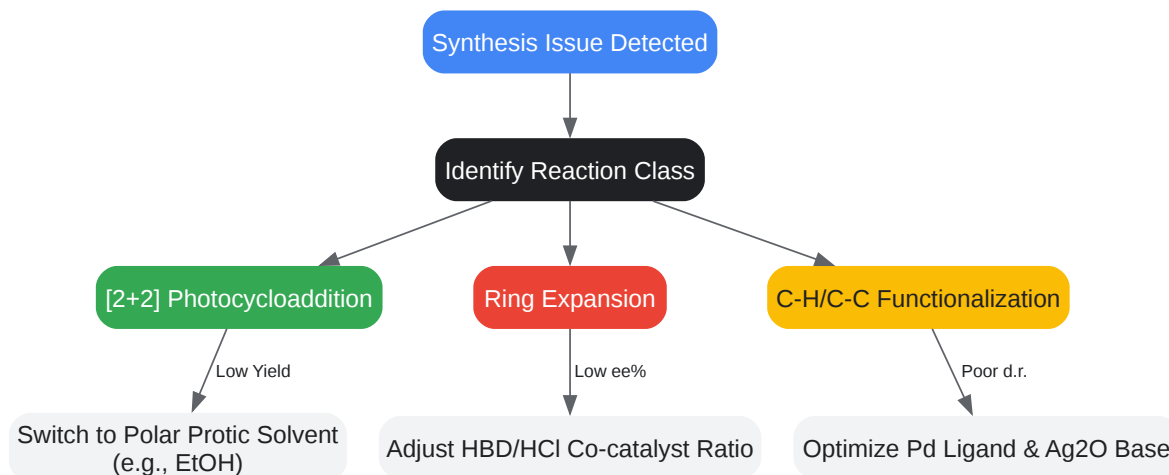 Synthesis Issue Detected
Identify Reaction Class
[2+2] Photocycloaddition
Ring Expansion
C-H/C-C Functionalization
Low Yield
Low ee%
Poor d.r.
Switch to Polar Protic Solvent
(e.g., EtOH)
Adjust HBD/HCl Co-catalyst Ratio
Optimize Pd Ligand & Ag2O Base